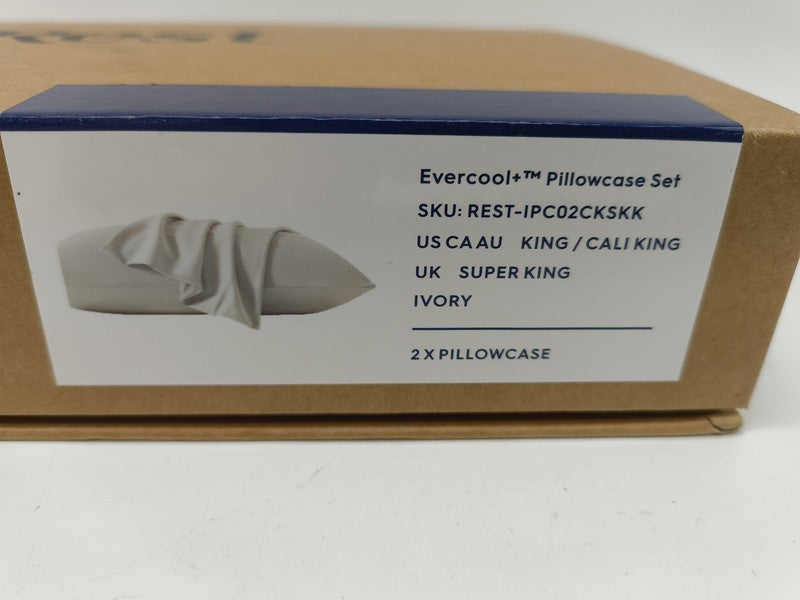 Evercool+™ Pillowcase Set
SKU: REST-IPC02CKSKK
US CA AU KING / CALI KING
UK SUPER KING
IVORY
2 X PILLOWCASE